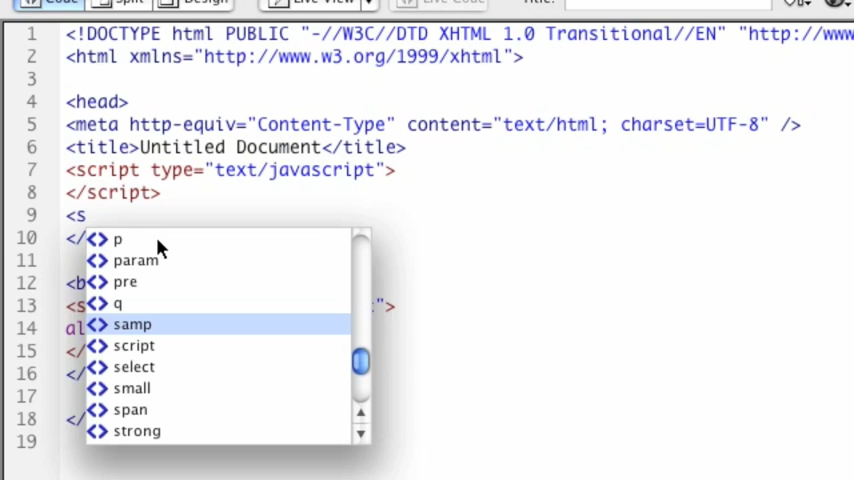 Code Split Design Live View Live Code Title:
1 <!DOCTYPE html PUBLIC "-//W3C//DTD XHTML 1.0 Transitional//EN" "http://www
2 <html xmlns="http://www.w3.org/1999/xhtml">
3
4 <head>
5 <meta http-equiv="Content-Type" content="text/html; charset=UTF-8" />
6 <title>Untitled Document</title>
7 <script type="text/javascript">
8 </script>
9 <s
10 </
p
11
param
12 <b
pre
13 <s ">
q
14 al
samp
15 </
script
16 </
select
17
small
18 </
span
19
strong